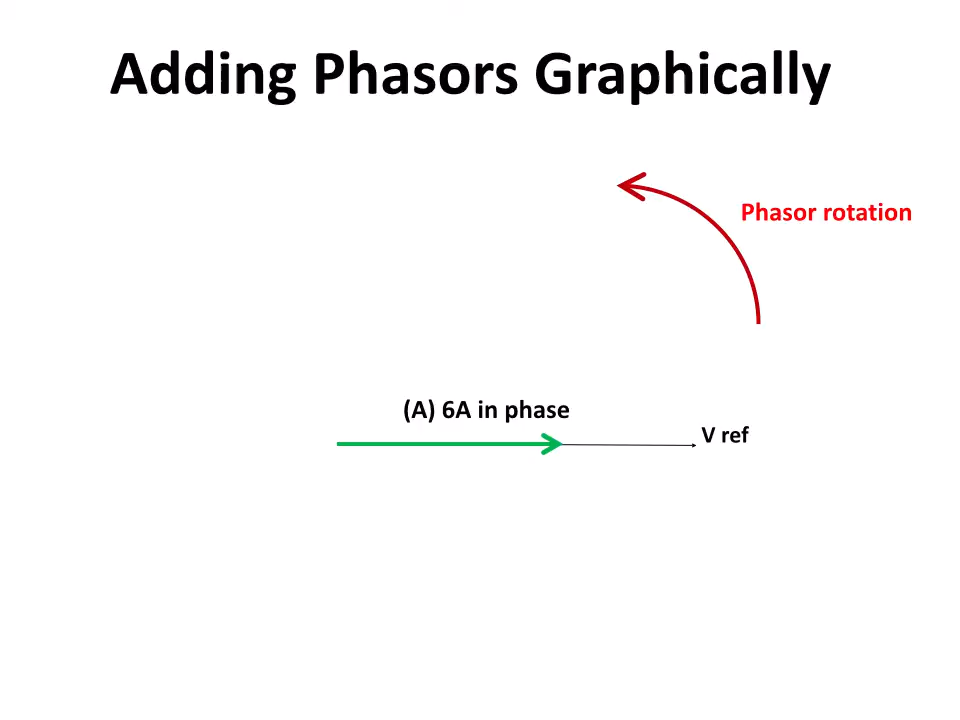 Adding Phasors Graphically
Phasor rotation
(A) 6A in phase
V ref